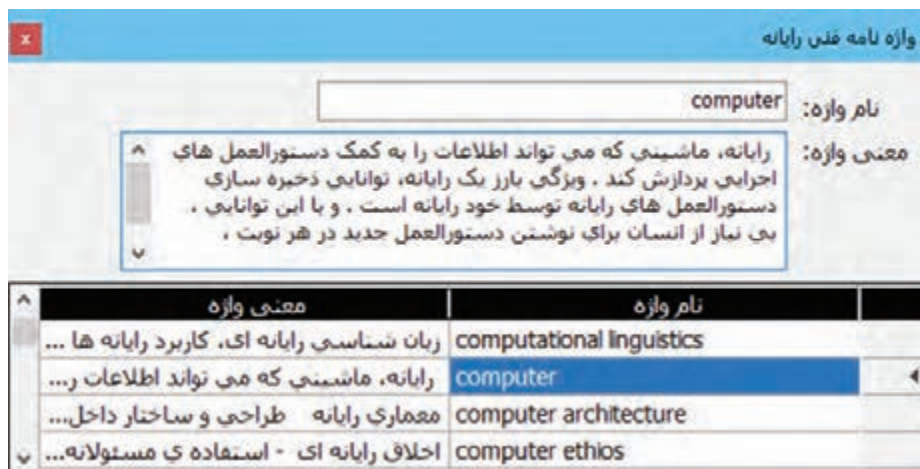 واژه نامه فنی رایانه
x
نام واژه: computer
معنی واژه: رایانه، ماشینی که می تواند اطلاعات را به کمک دستورالعمل های
اجرایی پردازش کند . ویژگی بارز یک رایانه، توانایی ذخیره سازی
دستورالعمل های رایانه توسط خود رایانه است . و با این توانایی ،
بی نیاز از انسان برای نوشتن دستورالعمل جدید در هر نوبت ،
نام واژه معنی واژه
computational linguistics زبان شناسی رایانه ای، کاربرد رایانه ها ...
computer رایانه، ماشینی که می تواند اطلاعات ر...
computer architecture معماری رایانه طراحی و ساختار داخل...
computer ethios اخلاق رایانه ای - استفاده ی مسئولانه...